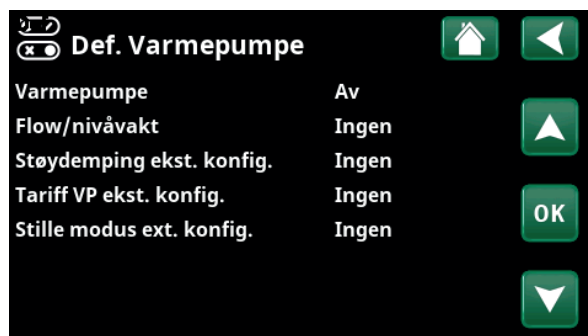 Def. Varmepumpe
Varmepumpe Av
Flow/nivåvakt Ingen
Støydemping ekst. konfig. Ingen
Tariff VP ekst. konfig. Ingen
OK
Stille modus ext. konfig. Ingen